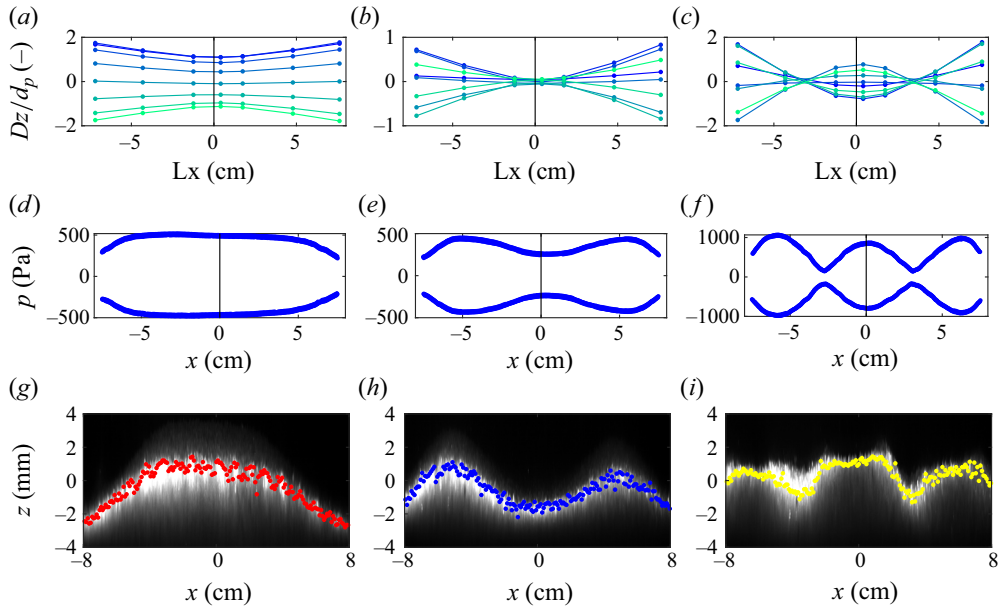 (a) (b) (c)
2 1 2
Dz/d_p (–) 0 0 0
–2 –1 –2
–5 0 5 –5 0 5 –5 0 5
Lx (cm) Lx (cm) Lx (cm)
(d) (e) (f)
500 500 1000
p (Pa) 0 0 0
–500 –500 –1000
–5 0 5 –5 0 5 –5 0 5
x (cm) x (cm) x (cm)
(g) (h) (i)
4 4 4
2 2 2
z (mm) 0 0 0
–2 –2 –2
–4 –4 –4
–8 0 8 –8 0 8 –8 0 8
x (cm) x (cm) x (cm)